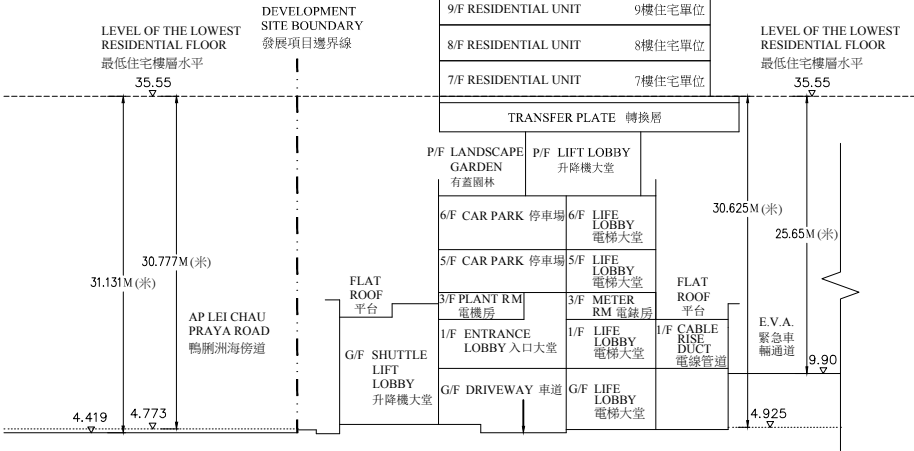 DEVELOPMENT
SITE BOUNDARY
發展項目邊界線
LEVEL OF THE LOWEST
RESIDENTIAL FLOOR
最低住宅樓層水平
35.55
9/F RESIDENTIAL UNIT 9樓住宅單位
8/F RESIDENTIAL UNIT 8樓住宅單位
7/F RESIDENTIAL UNIT 7樓住宅單位
LEVEL OF THE LOWEST
RESIDENTIAL FLOOR
最低住宅樓層水平
35.55
TRANSFER PLATE 轉換層
P/F LANDSCAPE
GARDEN
有蓋園林
P/F LIFT LOBBY
升降機大堂
6/F CAR PARK 停車場
6/F LIFE
LOBBY
電梯大堂
5/F CAR PARK 停車場
5/F LIFE
LOBBY
電梯大堂
3/F PLANT RM
電機房
3/F METER
RM 電錶房
1/F ENTRANCE
LOBBY 入口大堂
1/F LIFE
LOBBY
電梯大堂
1/F CABLE
RISE
DUCT
電線管道
G/F DRIVEWAY 車道
G/F LIFE
LOBBY
電梯大堂
FLAT
ROOF
平台
G/F SHUTTLE
LIFT
LOBBY
升降機大堂
FLAT
ROOF
平台
30.777M(米)
31.131M(米)
AP LEI CHAU
PRAYA ROAD
鴨脷洲海傍道
4.419
4.773
30.625M(米)
25.65M(米)
E.V.A.
緊急車
輛通道
9.90
4.925